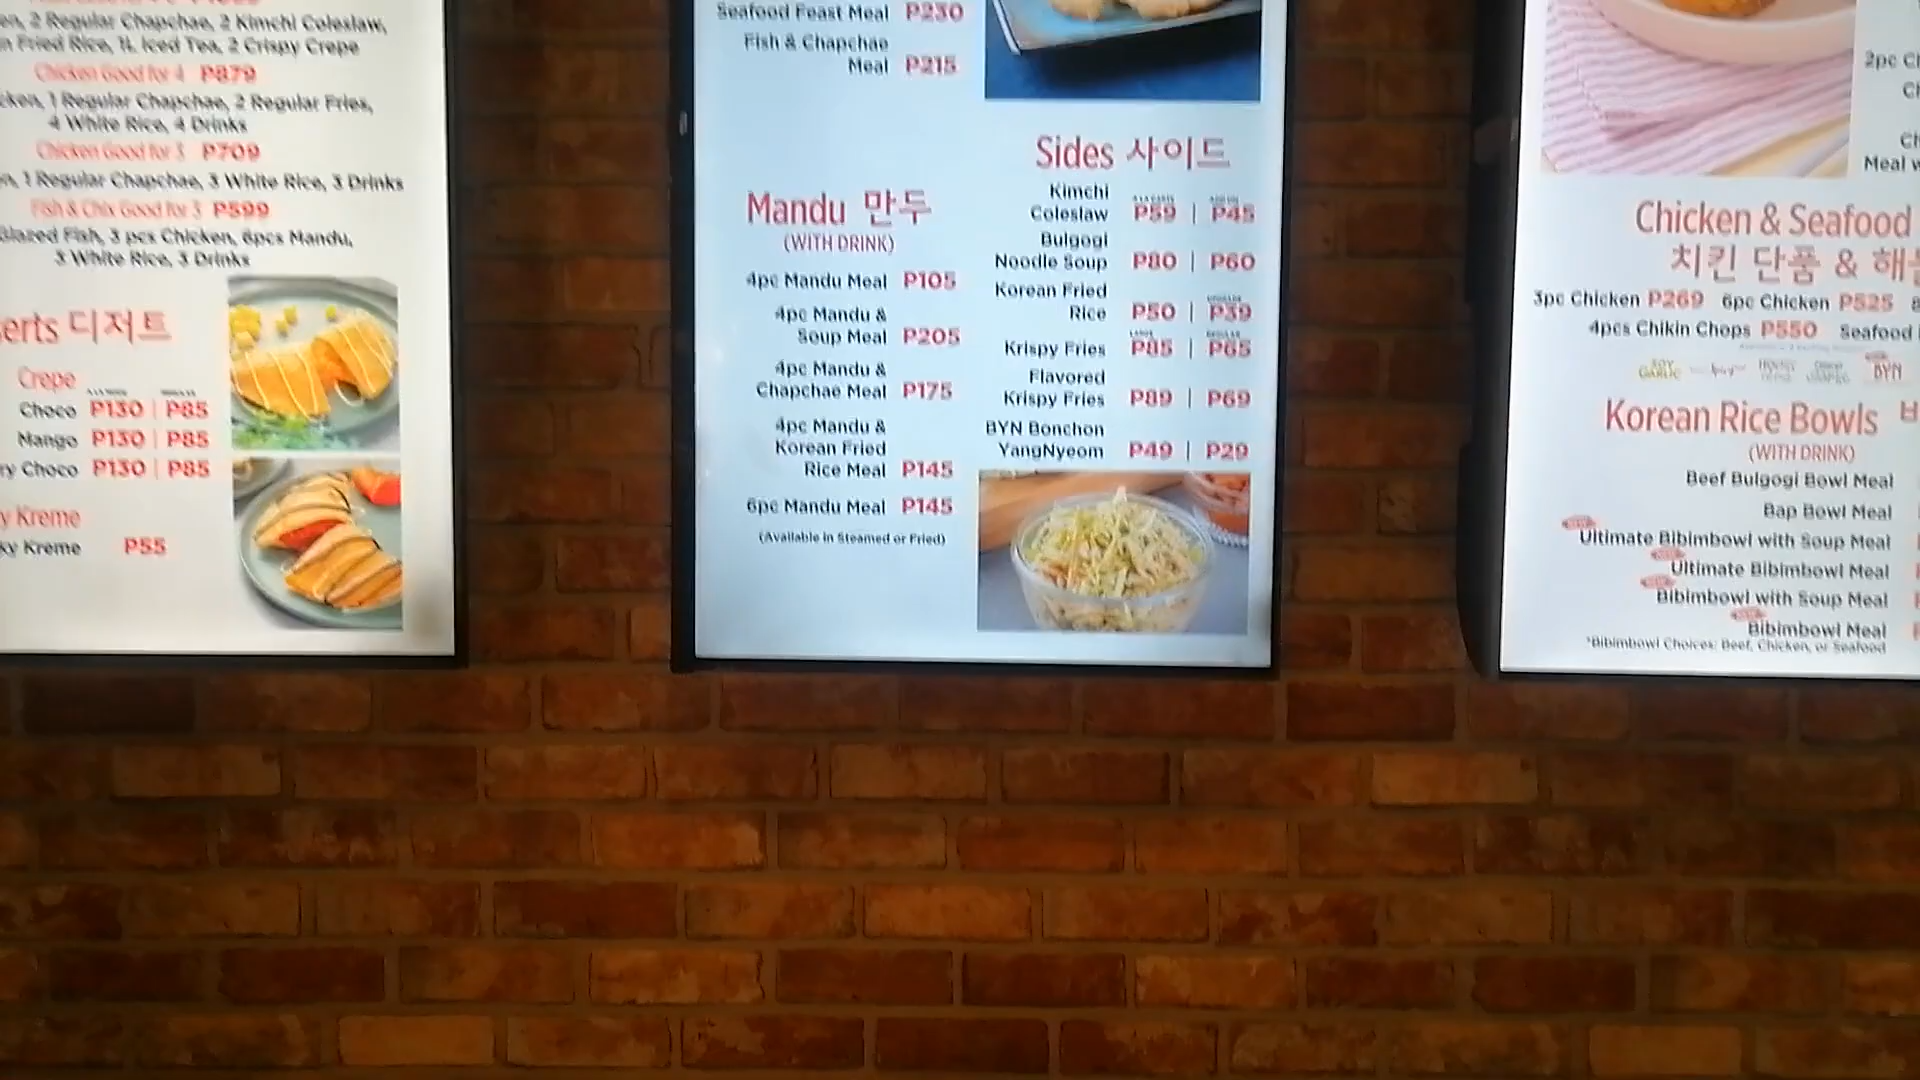 2 Regular Chapchae, 2 Kimchi Coleslaw,
Fried Rice, 1L Iced Tea, 2 Crispy Crepe
Chicken Good for 4 P879
1 Regular Chapchae, 2 Regular Fries,
4 White Rice, 4 Drinks
Chicken Good for 3 P709
1 Regular Chapchae, 3 White Rice, 3 Drinks
Fish & Chix Good for 3 P599
Glazed Fish, 3 pcs Chicken, 6pcs Mandu,
3 White Rice, 3 Drinks
디저트
Crepe
Choco P130 | P85
Mango P130 | P85
Choco P130 | P85
Kreme
Kreme P55
Seafood Feast Meal P230
Fish & Chapchae
Meal P215
Mandu 만두
(WITH DRINK)
4pc Mandu Meal P105
4pc Mandu &
Soup Meal P205
4pc Mandu &
Chapchae Meal P175
4pc Mandu &
Korean Fried
Rice Meal P145
6pc Mandu Meal P145
(Available in Steamed or Fried)
Sides 사이드
Kimchi
Coleslaw P59 | P45
Bulgogi
Noodle Soup P80 | P60
Korean Fried
Rice P50 | P39
Krispy Fries P85 | P65
Flavored
Krispy Fries P89 | P69
BYN Bonchon
YangNyeom P49 | P29
2pc
Meal
Chicken & Seafood
치킨 단품 & 해
3pc Chicken P269 6pc Chicken P525
4pcs Chikin Chops P550 Seafood
SOY GARLIC
BYN
Korean Rice Bowls
(WITH DRINK)
Beef Bulgogi Bowl Meal
Bap Bowl Meal
Ultimate Bibimbowl with Soup Meal
Ultimate Bibimbowl Meal
Bibimbowl with Soup Meal
Bibimbowl Meal
*Bibimbowl Choices: Beef, Chicken, or Seafood